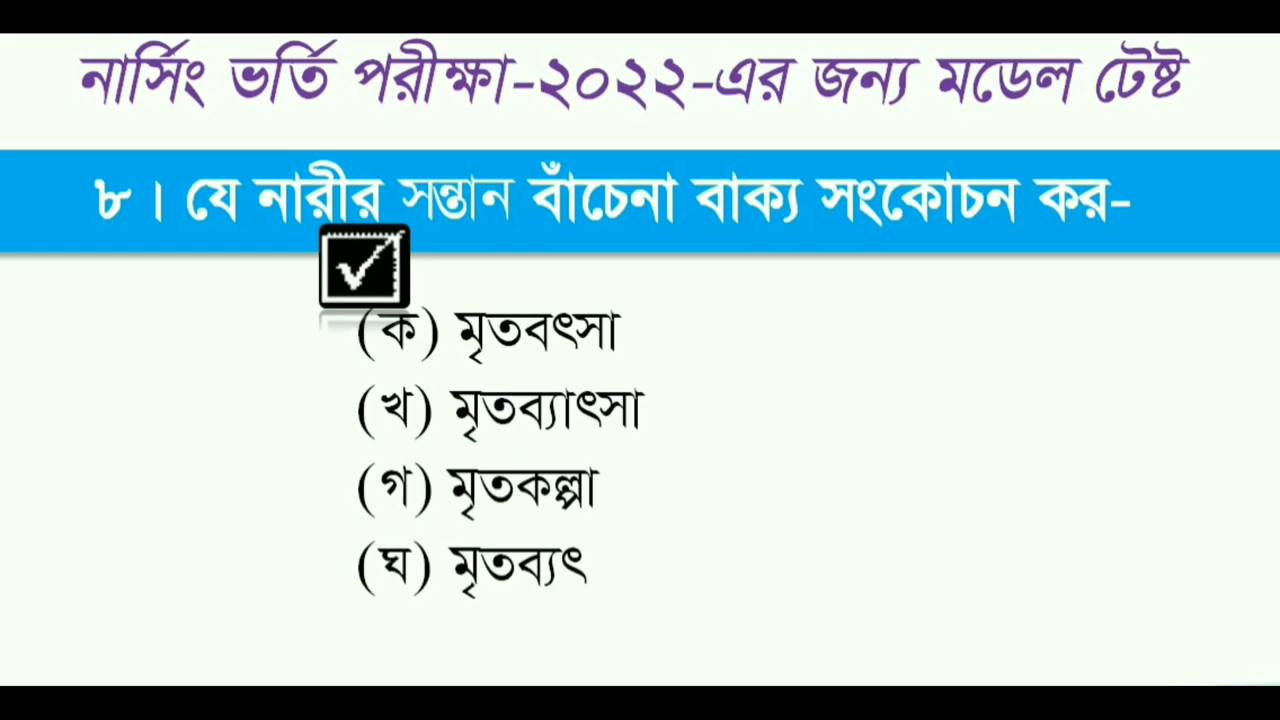 নার্সিং ভর্তি পরীক্ষা-২০২২-এর জন্য মডেল টেষ্ট
৮। যে নারীর সন্তান বাঁচেনা বাক্য সংকোচন কর-
(ক) মৃতবৎসা
(খ) মৃতব্যাৎসা
(গ) মৃতকল্পা
(ঘ) মৃতব্যৎ